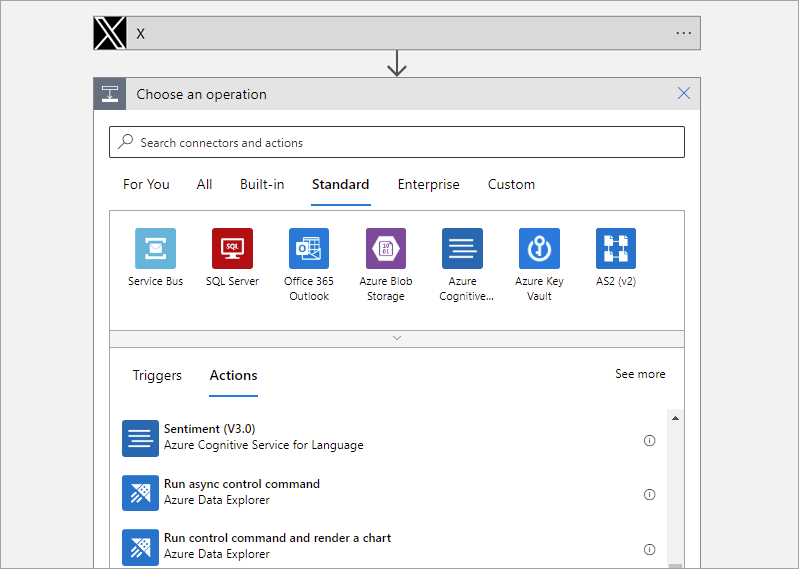 X
Choose an operation
Search connectors and actions
For You All Built-in Standard Enterprise Custom
SQL
10
01
Service Bus SQL Server Office 365 Azure Blob Azure Azure Key AS2 (v2)
Outlook Storage Cognitive... Vault
Triggers Actions See more
Sentiment (V3.0)
Azure Cognitive Service for Language
Run async control command
Azure Data Explorer
Run control command and render a chart
Azure Data Explorer